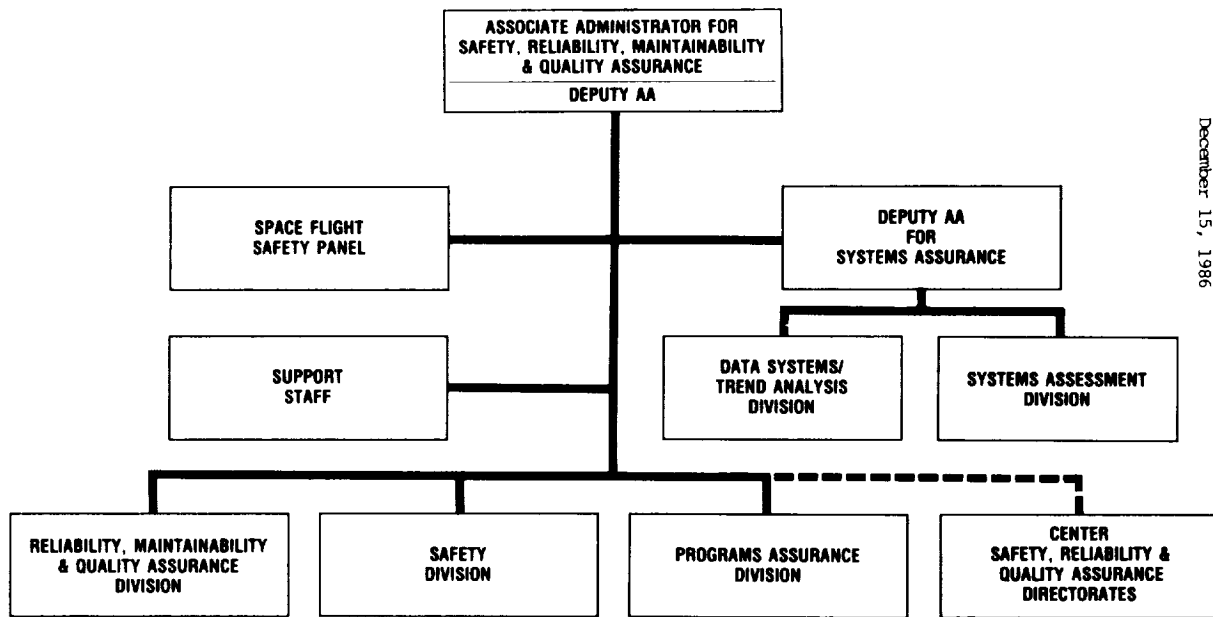 ASSOCIATE ADMINISTRATOR FOR
SAFETY, RELIABILITY, MAINTAINABILITY
& QUALITY ASSURANCE
DEPUTY AA
December 15, 1986
SPACE FLIGHT
SAFETY PANEL
DEPUTY AA
FOR
SYSTEMS ASSURANCE
SUPPORT
STAFF
DATA SYSTEMS/
TREND ANALYSIS
DIVISION
SYSTEMS ASSESSMENT
DIVISION
RELIABILITY, MAINTAINABILITY
& QUALITY ASSURANCE
DIVISION
SAFETY
DIVISION
PROGRAMS ASSURANCE
DIVISION
CENTER
SAFETY, RELIABILITY &
QUALITY ASSURANCE
DIRECTORATES